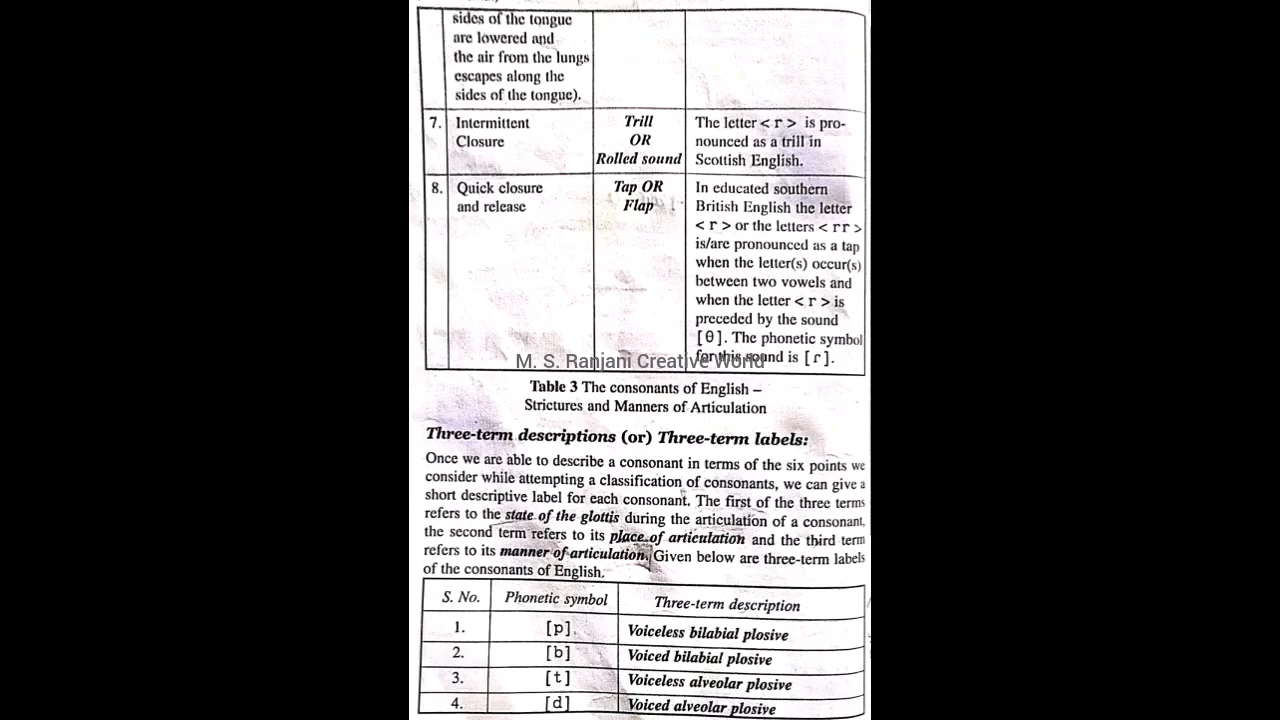 sides of the tongue
are lowered and
the air from the lungs
escapes along the
sides of the tongue).
7. Intermittent
Closure
Trill
OR
Rolled sound
The letter < r > is pro-
nounced as a trill in
Scottish English.
8. Quick closure
and release
Tap OR
Flap
In educated southern
British English the letter
< r > or the letters < rr >
is/are pronounced as a tap
when the letter(s) occur(s)
between two vowels and
when the letter < r > is
preceded by the sound
[θ]. The phonetic symbol
for this sound is [ɾ].
M. S. Ranjani Creative World
Table 3 The consonants of English –
Strictures and Manners of Articulation
Three-term descriptions (or) Three-term labels:
Once we are able to describe a consonant in terms of the six points we
consider while attempting a classification of consonants, we can give a
short descriptive label for each consonant. The first of the three terms
refers to the state of the glottis during the articulation of a consonant,
the second term refers to its place of articulation and the third term
refers to its manner of articulation. Given below are three-term labels
of the consonants of English.
S. No. Phonetic symbol Three-term description
1. [p] Voiceless bilabial plosive
2. [b] Voiced bilabial plosive
3. [t] Voiceless alveolar plosive
4. [d] Voiced alveolar plosive